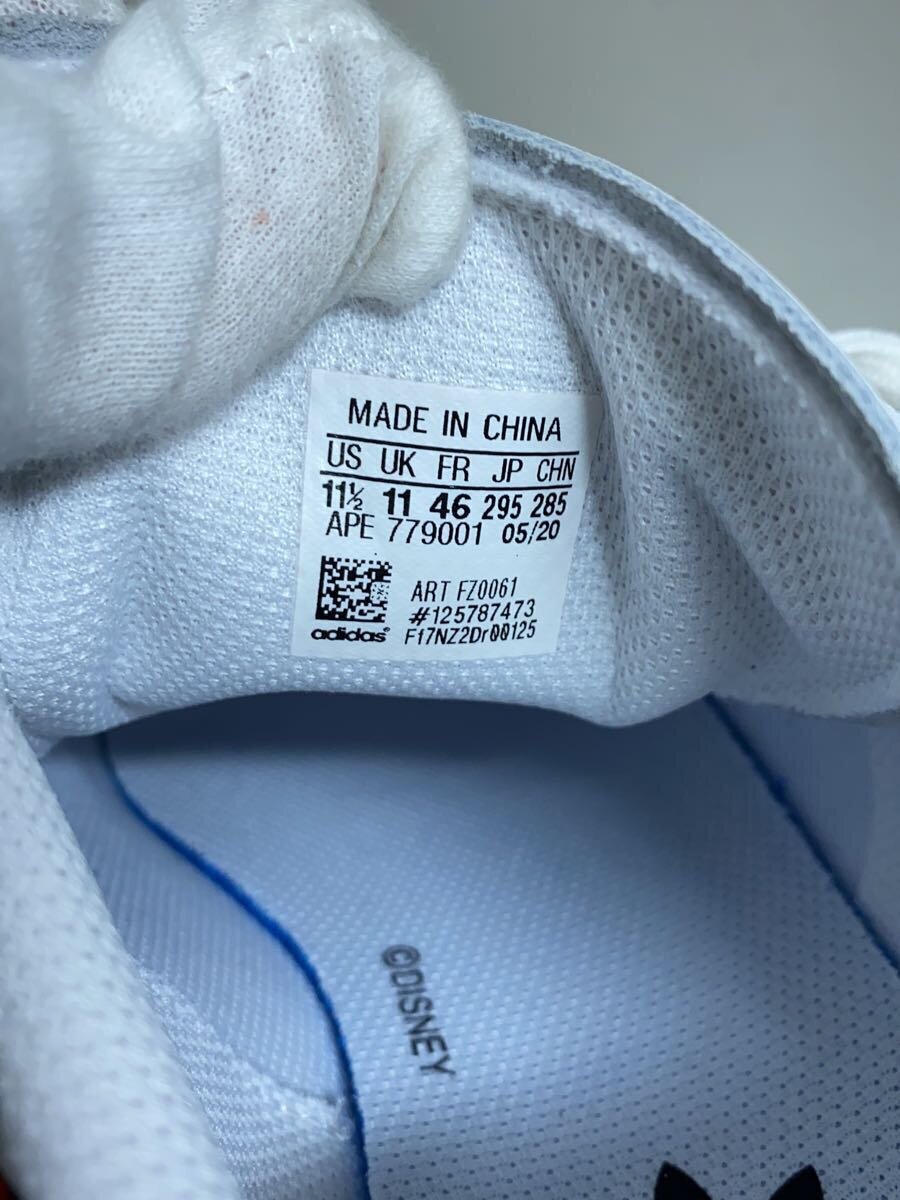 MADE IN CHINA
US UK FR JP CHN
11½ 11 46 295 285
APE 779001 05/20
ART FZ0061
#125787473
adidas® F17NZ2Dr00125
©DISNEY